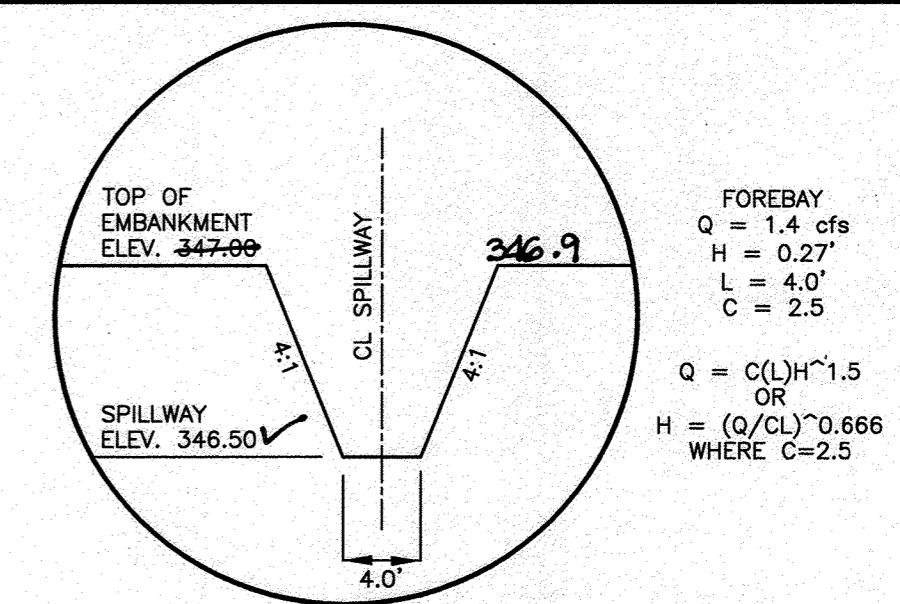 TOP OF
EMBANKMENT
ELEV. 347.00
346.9
CL SPILLWAY
4:1
4:1
SPILLWAY
ELEV. 346.50
4.0'
FOREBAY
Q = 1.4 cfs
H = 0.27'
L = 4.0'
C = 2.5
Q = C(L)H^1.5
OR
H = (Q/CL)^0.666
WHERE C=2.5